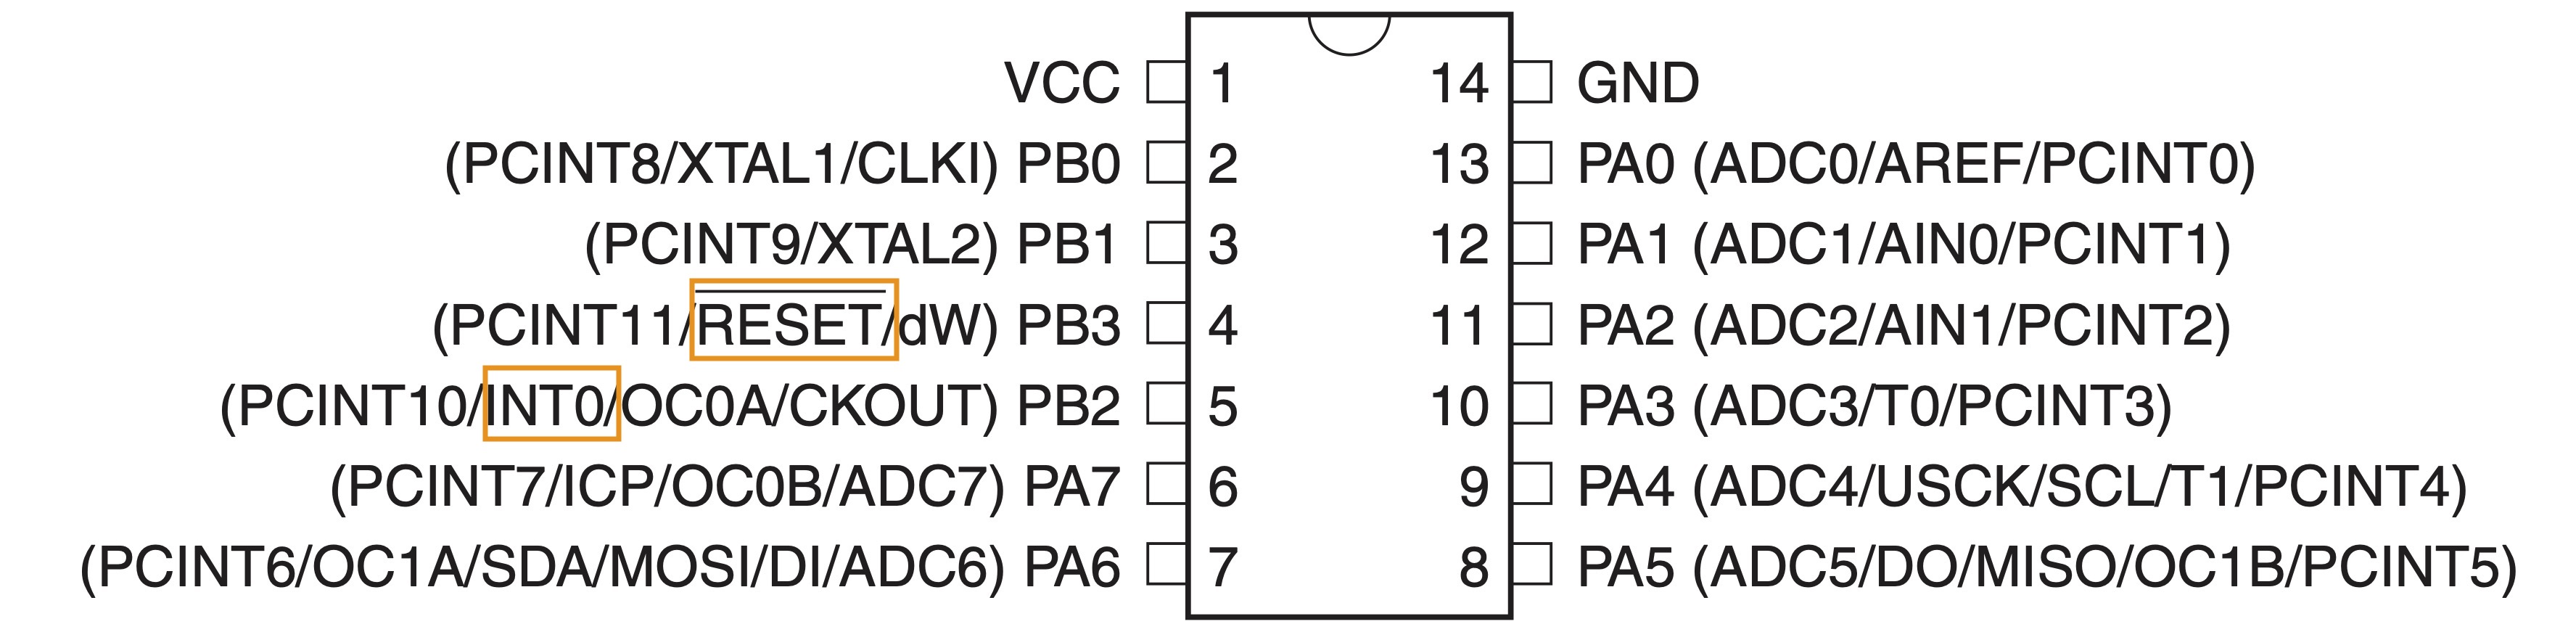 VCC 1 14 GND
(PCINT8/XTAL1/CLKI) PB0 2 13 PA0 (ADC0/AREF/PCINT0)
(PCINT9/XTAL2) PB1 3 12 PA1 (ADC1/AIN0/PCINT1)
(PCINT11/RESET/dW) PB3 4 11 PA2 (ADC2/AIN1/PCINT2)
(PCINT10/INT0/OC0A/CKOUT) PB2 5 10 PA3 (ADC3/T0/PCINT3)
(PCINT7/ICP/OC0B/ADC7) PA7 6 9 PA4 (ADC4/USCK/SCL/T1/PCINT4)
(PCINT6/OC1A/SDA/MOSI/DI/ADC6) PA6 7 8 PA5 (ADC5/DO/MISO/OC1B/PCINT5)